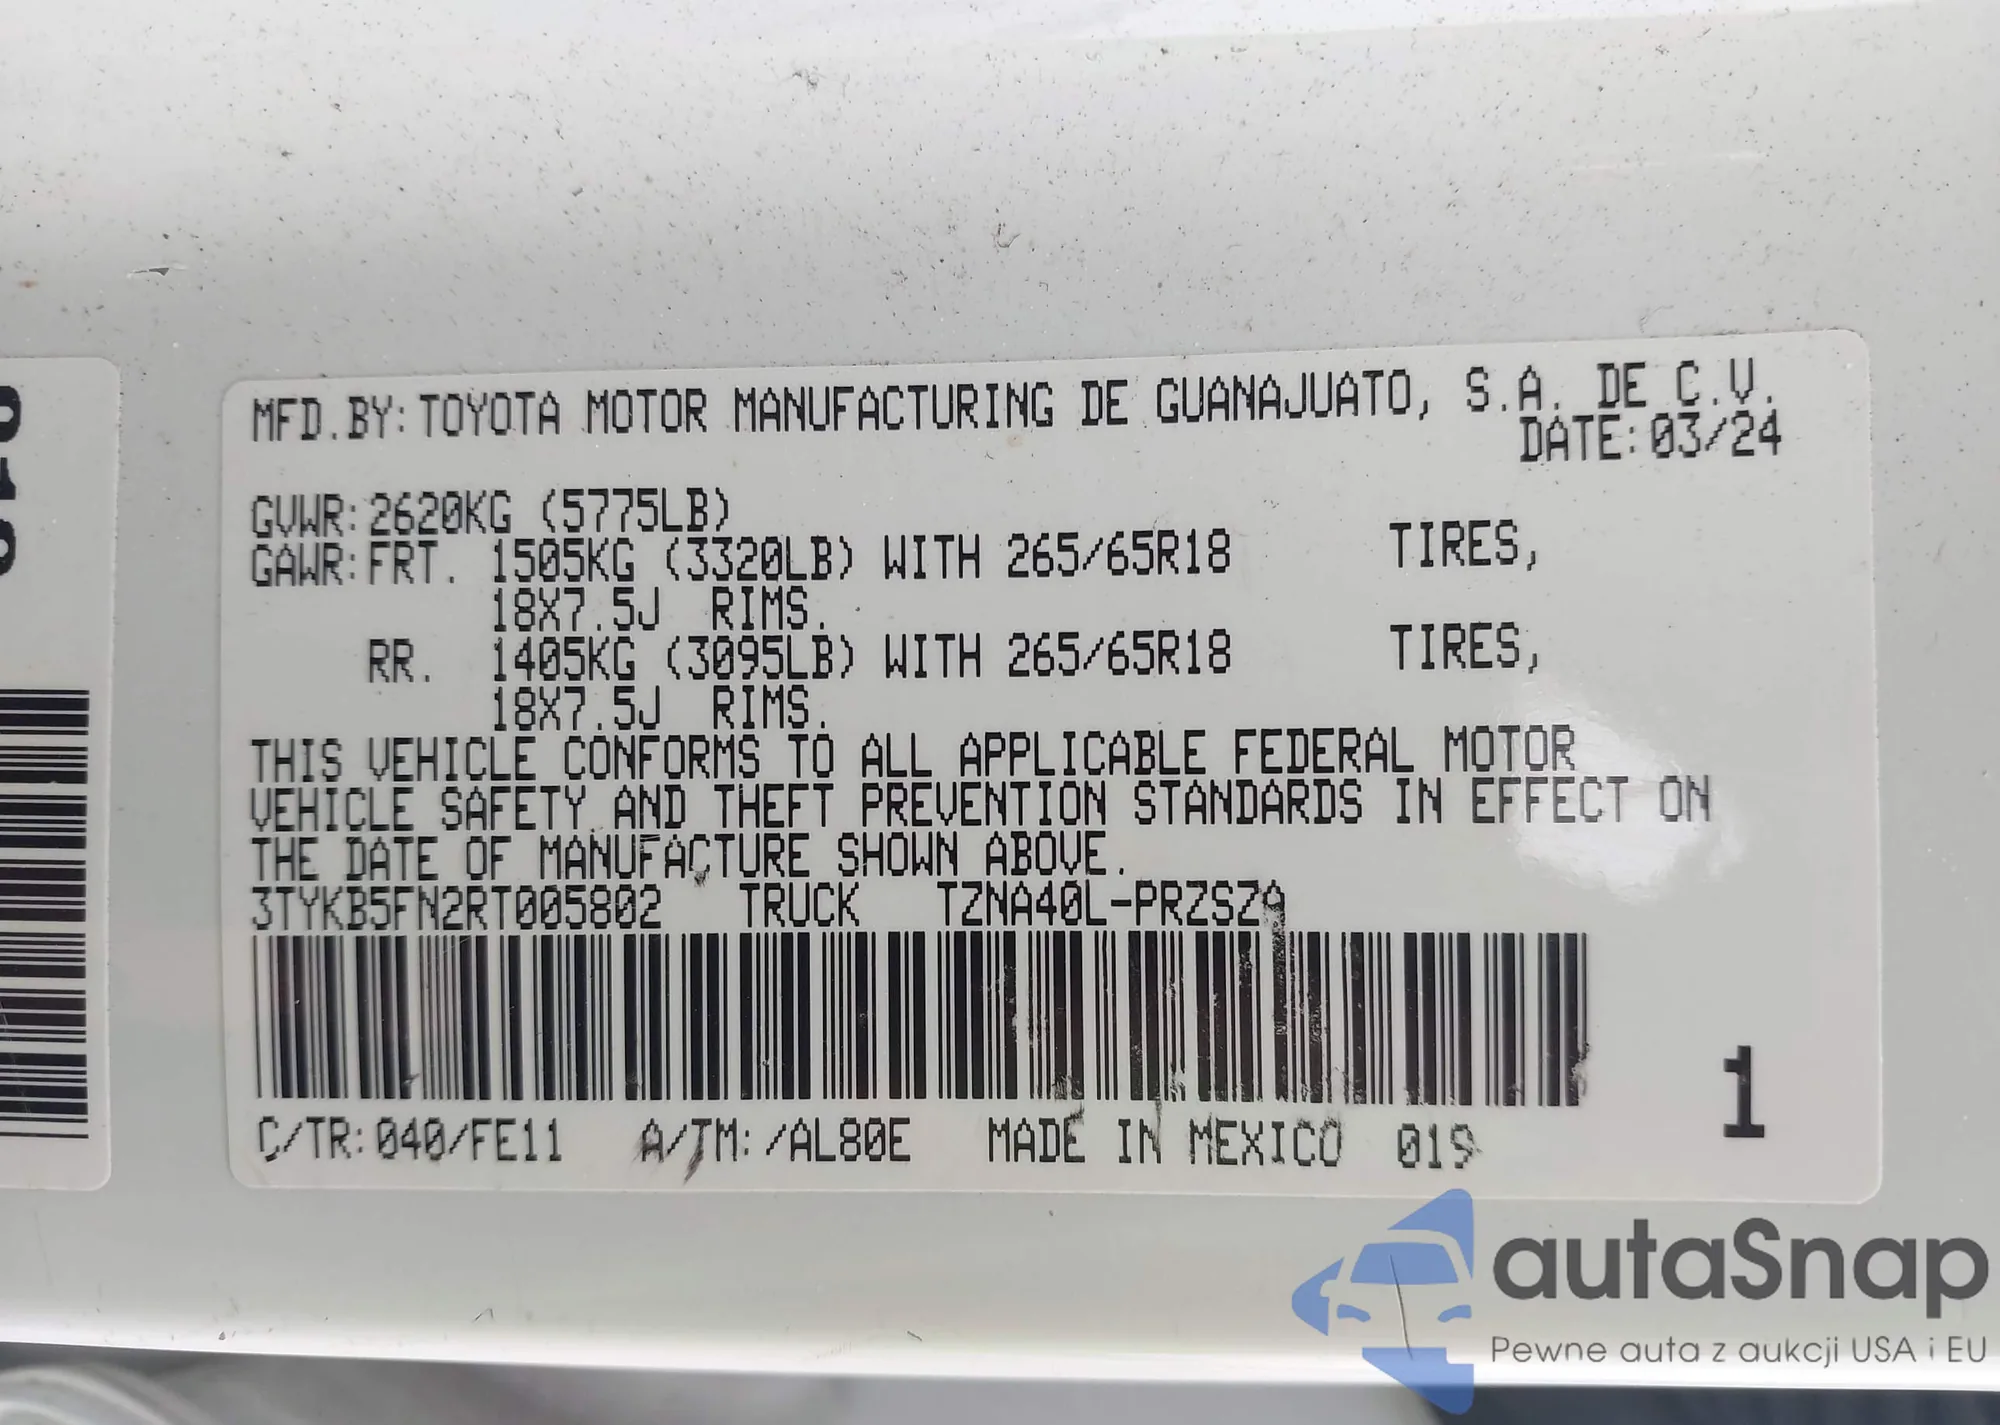 MFD.BY:TOYOTA MOTOR MANUFACTURING DE GUANAJUATO, S.A. DE C.V.
DATE:03/24
GVWR:2620KG (5775LB)
GAWR:FRT. 1505KG (3320LB) WITH 265/65R18 TIRES,
18X7.5J RIMS.
RR. 1405KG (3095LB) WITH 265/65R18 TIRES,
18X7.5J RIMS.
THIS VEHICLE CONFORMS TO ALL APPLICABLE FEDERAL MOTOR
VEHICLE SAFETY AND THEFT PREVENTION STANDARDS IN EFFECT ON
THE DATE OF MANUFACTURE SHOWN ABOVE.
3TYKB5FN2RT005802 TRUCK TZNA40L-PRZSZA
C/TR:040/FE11 A/TM:/AL80E MADE IN MEXICO 019
1
autaSnap
Pewne auta z aukcji USA i EU